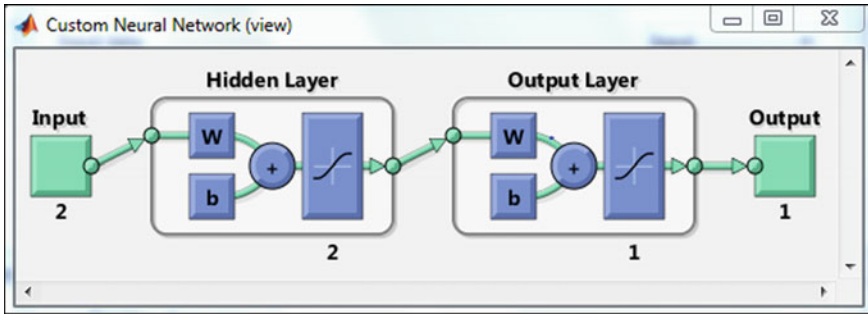 Custom Neural Network (view)
Hidden Layer
Output Layer
Input
Output
W
b
+
W
b
+
2
2
1
1